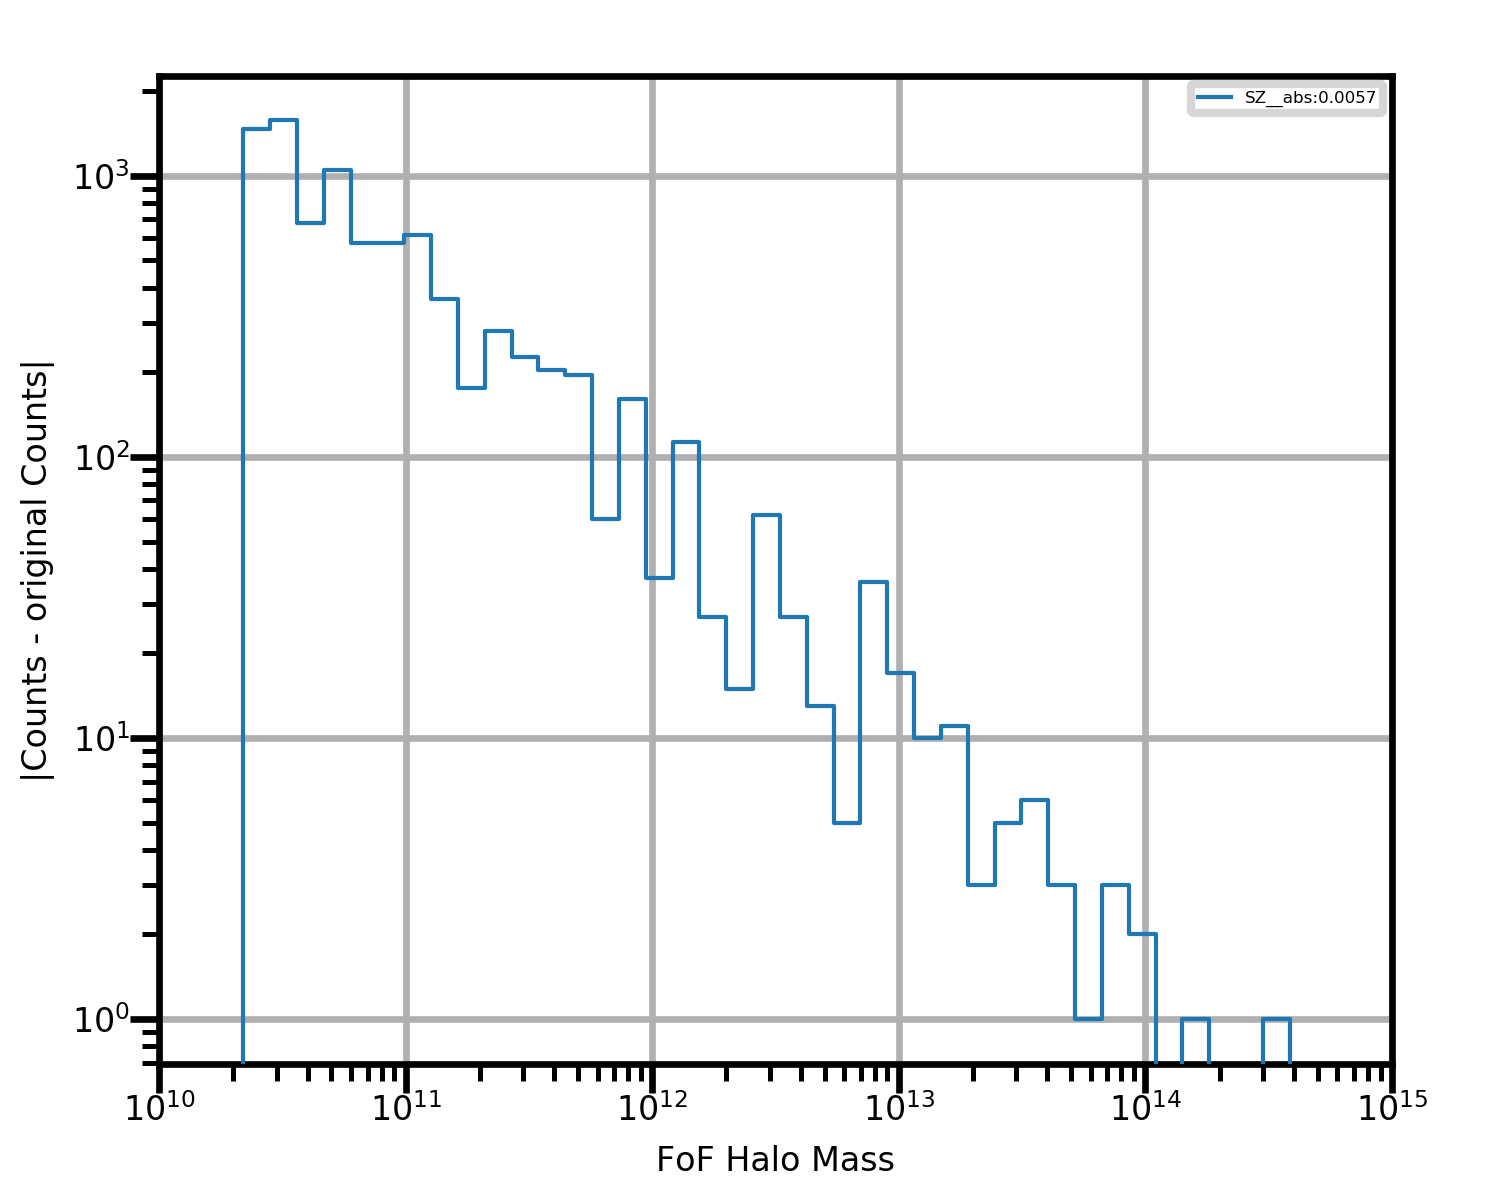 SZ__abs:0.0057
10³
10²
10¹
10⁰
|Counts - original Counts|
10¹⁰ 10¹¹ 10¹² 10¹³ 10¹⁴ 10¹⁵
FoF Halo Mass